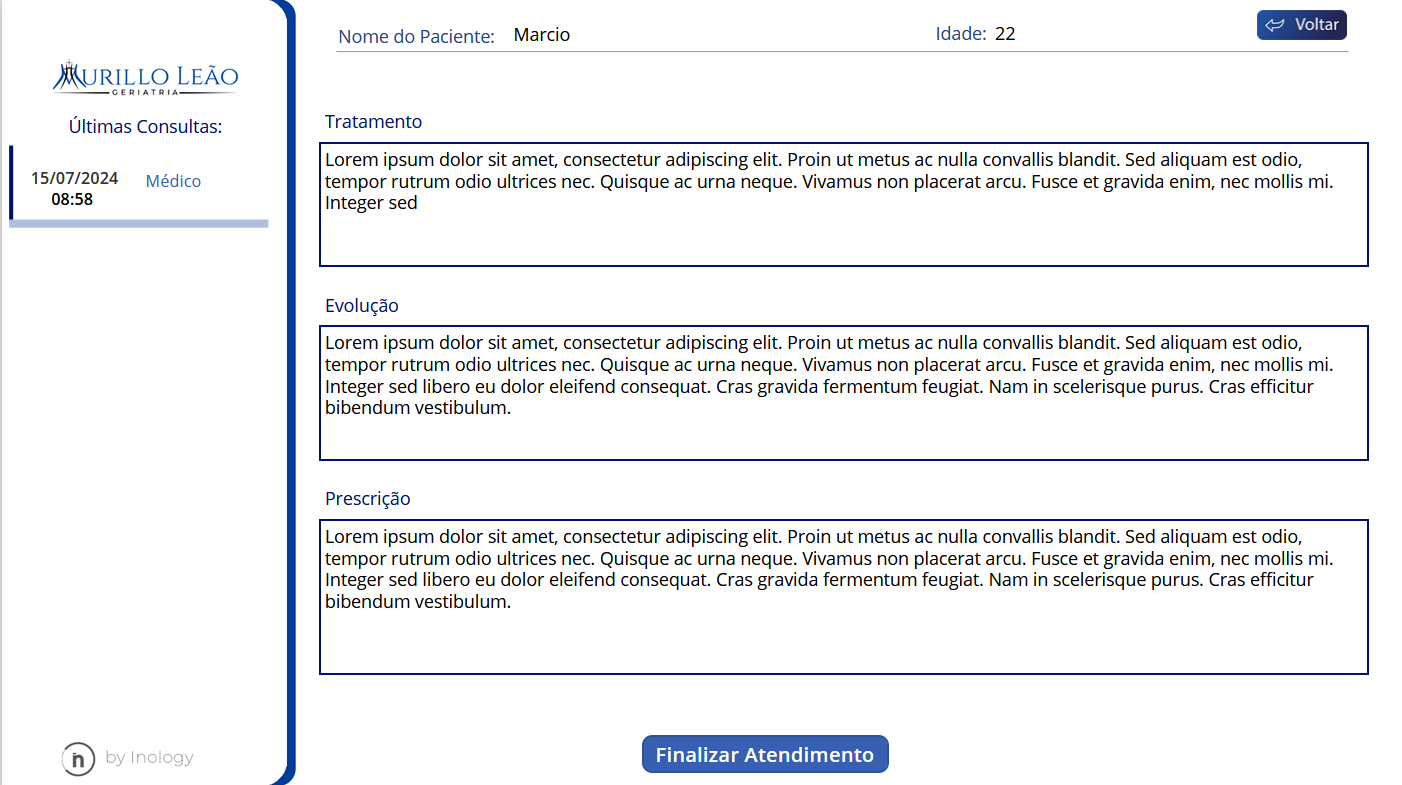 MURILLO LEÃO
GERIATRIA
Últimas Consultas:
15/07/2024
08:58
Médico
by Inology
Nome do Paciente: Marcio
Idade: 22
Voltar
Tratamento
Lorem ipsum dolor sit amet, consectetur adipiscing elit. Proin ut metus ac nulla convallis blandit. Sed aliquam est odio,
tempor rutrum odio ultrices nec. Quisque ac urna neque. Vivamus non placerat arcu. Fusce et gravida enim, nec mollis mi.
Integer sed
Evolução
Lorem ipsum dolor sit amet, consectetur adipiscing elit. Proin ut metus ac nulla convallis blandit. Sed aliquam est odio,
tempor rutrum odio ultrices nec. Quisque ac urna neque. Vivamus non placerat arcu. Fusce et gravida enim, nec mollis mi.
Integer sed libero eu dolor eleifend consequat. Cras gravida fermentum feugiat. Nam in scelerisque purus. Cras efficitur
bibendum vestibulum.
Prescrição
Lorem ipsum dolor sit amet, consectetur adipiscing elit. Proin ut metus ac nulla convallis blandit. Sed aliquam est odio,
tempor rutrum odio ultrices nec. Quisque ac urna neque. Vivamus non placerat arcu. Fusce et gravida enim, nec mollis mi.
Integer sed libero eu dolor eleifend consequat. Cras gravida fermentum feugiat. Nam in scelerisque purus. Cras efficitur
bibendum vestibulum.
Finalizar Atendimento